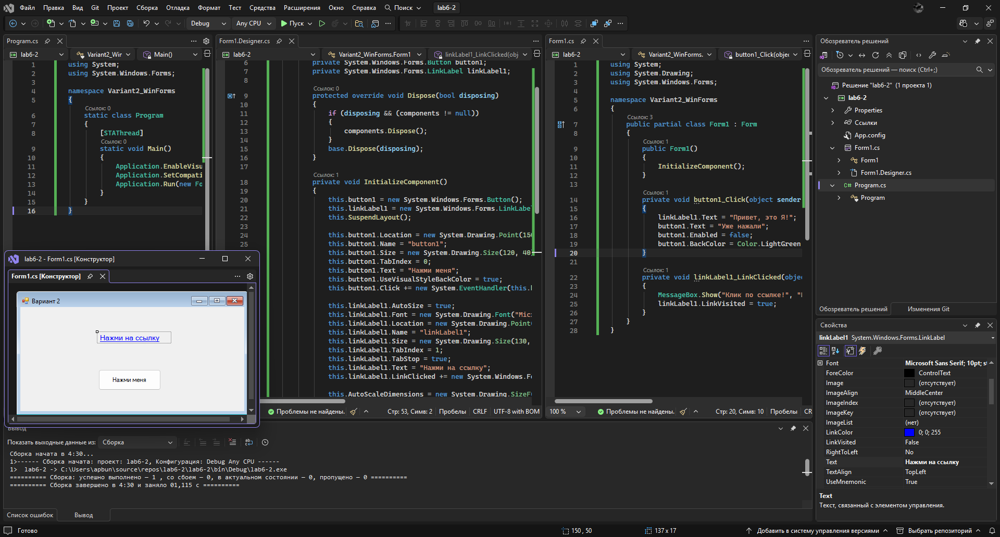 Файл Правка Вид Git Проект Сборка Отладка Формат Тест Средства Расширения Окно Справка Поиск lab6-2
Debug Any CPU Пуск
Program.cs
lab6-2 Variant2_Wir Main()
1 using System;
2 using System.Windows.Forms;
3
4 namespace Variant2_WinForms
5 {
Ссылок: 0
6 static class Program
7 {
8 [STAThread]
Ссылок: 0
9 static void Main()
10 {
11 Application.EnableVisu
12 Application.SetCompati
13 Application.Run(new Fo
14 }
15 }
16 }
Form1.Designer.cs
lab6-2 Variant2_WinForms.Form1 linkLabel1_LinkClicked(obj
6 private System.Windows.Forms.Button button1;
7 private System.Windows.Forms.LinkLabel linkLabel1;
8
Ссылок: 0
9 protected override void Dispose(bool disposing)
10 {
11 if (disposing && (components != null))
12 {
13 components.Dispose();
14 }
15 base.Dispose(disposing);
16 }
17
Ссылок: 1
18 private void InitializeComponent()
19 {
20 this.button1 = new System.Windows.Forms.Button();
21 this.linkLabel1 = new System.Windows.Forms.LinkLabe
22 this.SuspendLayout();
23
24 this.button1.Location = new System.Drawing.Point(150
25 this.button1.Name = "button1";
this.button1.Size = new System.Drawing.Size(120, 40)
this.button1.TabIndex = 0;
this.button1.Text = "Нажми меня";
this.button1.UseVisualStyleBackColor = true;
this.button1.Click += new System.EventHandler(this.b
this.linkLabel1.AutoSize = true;
this.linkLabel1.Font = new System.Drawing.Font("Micr
this.linkLabel1.Location = new System.Drawing.Point(
this.linkLabel1.Name = "linkLabel1";
this.linkLabel1.Size = new System.Drawing.Size(130,
this.linkLabel1.TabIndex = 1;
this.linkLabel1.TabStop = true;
this.linkLabel1.Text = "Нажми на ссылку";
this.linkLabel1.LinkClicked += new System.Windows.Fo
this.AutoScaleDimensions = new System.Drawing.SizeF(
Проблемы не найдены. Стр: 53, Симв: 2 Пробелы CRLF UTF-8 with BOM
Form1.cs
lab6-2 Variant2_WinForms. button1_Click(objec
1 using System;
2 using System.Drawing;
3 using System.Windows.Forms;
4
5 namespace Variant2_WinForms
6 {
Ссылок: 3
7 public partial class Form1 : Form
8 {
Ссылок: 1
9 public Form1()
10 {
11 InitializeComponent();
12 }
13
Ссылок: 1
14 private void button1_Click(object sender
15 {
16 linkLabel1.Text = "Привет, это Я!";
17 button1.Text = "Уже нажали";
18 button1.Enabled = false;
19 button1.BackColor = Color.LightGreen
20 }
21
Ссылок: 1
22 private void linkLabel1_LinkClicked(obje
23 {
24 MessageBox.Show("Клик по ссылке!", "
25 linkLabel1.LinkVisited = true;
26 }
27 }
28 }
100 % Проблемы не найдены. Стр: 20, Симв: 10 Пробелы CR
lab6-2 - Form1.cs [Конструктор]
Form1.cs [Конструктор]
Вариант 2
Нажми на ссылку
Нажми меня
Вывод
Показать выходные данные из: Сборка
Сборка начата в 4:30...
1>------ Сборка начата: проект: lab6-2, Конфигурация: Debug Any CPU ------
1> lab6-2 -> C:\Users\apbun\source\repos\lab6-2\lab6-2\bin\Debug\lab6-2.exe
========== Сборка: успешно выполнено — 1 , со сбоем — 0, в актуальном состоянии — 0, пропущено — 0 ==========
========== Сборка завершено в 4:30 и заняло 01,115 с ==========
Список ошибок Вывод
Обозреватель решений
Обозреватель решений — поиск (Ctrl+;)
Решение "lab6-2" (1 проекта 1)
lab6-2
Properties
Ссылки
App.config
Form1.cs
Form1
Form1.Designer.cs
C# Program.cs
Program
Обозреватель решений Изменения Git
Свойства
linkLabel1 System.Windows.Forms.LinkLabel
Font Microsoft Sans Serif; 10pt; st
ForeColor ControlText
Image (отсутствует)
ImageAlign MiddleCenter
ImageIndex (отсутствует)
ImageKey (отсутствует)
ImageList (нет)
LinkColor 0; 0; 255
LinkVisited False
RightToLeft No
Text Нажми на ссылку
TextAlign TopLeft
UseMnemonic True
Text
Текст, связанный с элементом управления.
Готово 150 , 50 137 x 17 Добавить в систему управления версиями Выбрать репозиторий